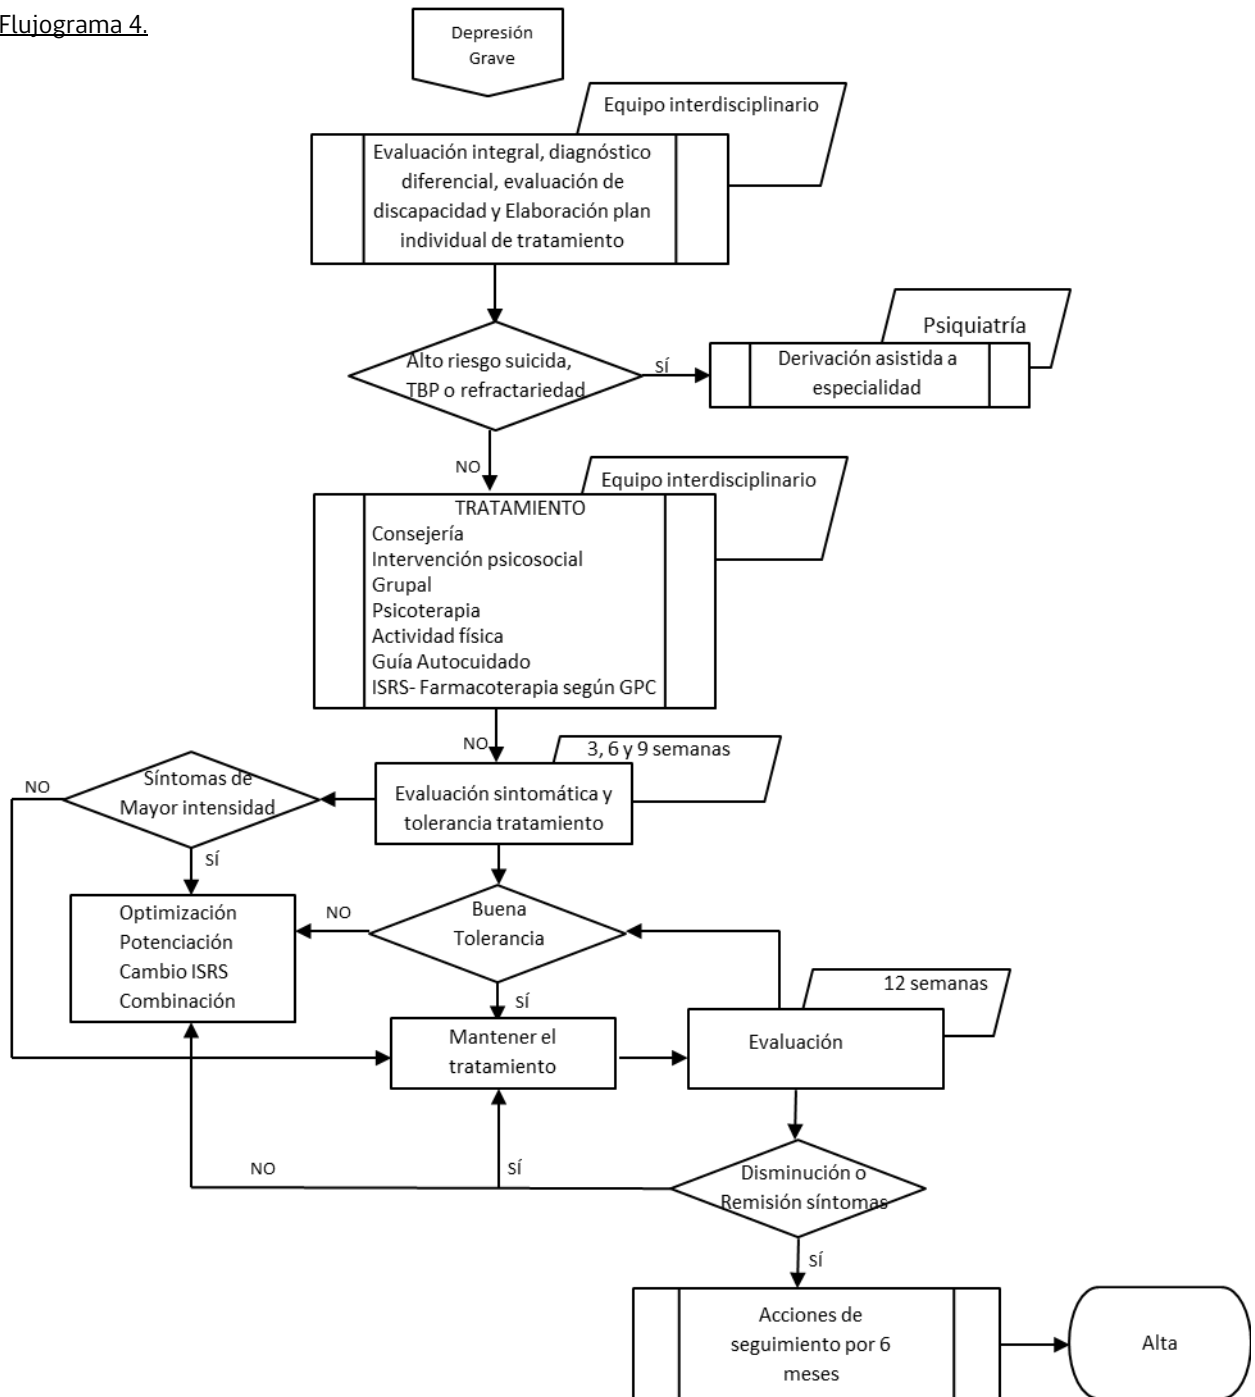 Flujograma 4.
Depresión
Grave
Equipo interdisciplinario
Evaluación integral, diagnóstico
diferencial, evaluación de
discapacidad y Elaboración plan
individual de tratamiento
Alto riesgo suicida,
TBP o refractariedad
SÍ
Psiquiatría
Derivación asistida a
especialidad
NO
Equipo interdisciplinario
TRATAMIENTO
Consejería
Intervención psicosocial
Grupal
Psicoterapia
Actividad física
Guía Autocuidado
ISRS- Farmacoterapia según GPC
NO
3, 6 y 9 semanas
Evaluación sintomática y
tolerancia tratamiento
Síntomas de
Mayor intensidad
NO
SÍ
Optimización
Potenciación
Cambio ISRS
Combinación
NO
Buena
Tolerancia
SÍ
Mantener el
tratamiento
12 semanas
Evaluación
NO
SÍ
Disminución o
Remisión síntomas
SÍ
Acciones de
seguimiento por 6
meses
Alta